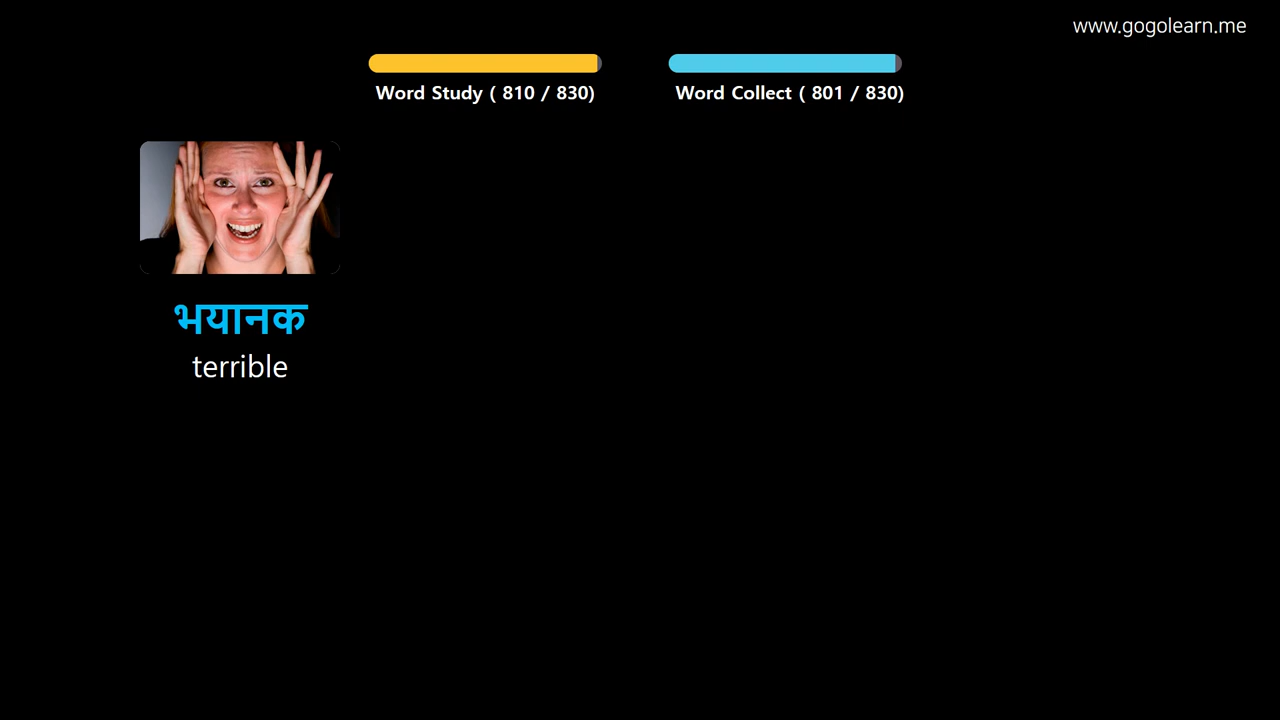 www.gogolearn.me
Word Study ( 810 / 830)
Word Collect ( 801 / 830)
भयानक
terrible